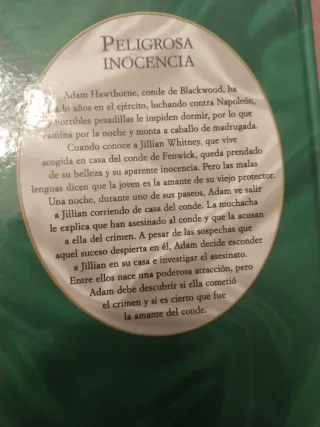 PELIGROSA
INOCENCIA
Adam Hawthorne, conde de Blackwood, ha
ado años en el ejército, luchando contra Napoleón,
horribles pesadillas le impiden dormir, por lo que
camina por la noche y monta a caballo de madrugada.
Cuando conoce a Jillian Whitney, que vive
acogida en casa del conde de Fenwick, queda prendado
de su belleza y su aparente inocencia. Pero las malas
lenguas dicen que la joven es la amante de su viejo protector.
Una noche, durante uno de sus paseos, Adam ve salir
a Jillian corriendo de casa del conde. La muchacha
le explica que han asesinado al conde y que la acusan
a ella del crimen. A pesar de las sospechas que
aquel suceso despierta en él, Adam decide esconder
a Jillian en su casa e investigar el asesinato.
Entre ellos nace una poderosa atracción, pero
Adam debe descubrir si ella cometió
el crimen y si es cierto que fue
la amante del conde.